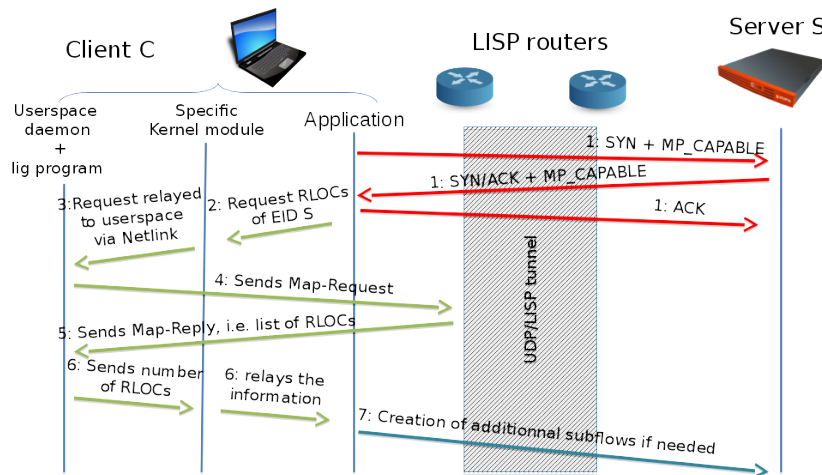 Client C
LISP routers
Server S
Userspace
daemon
+
lig program
Specific
Kernel module
Application
1: SYN + MP_CAPABLE
1: SYN/ACK + MP_CAPABLE
1: ACK
2: Request RLOCs
of EID S
3:Request relayed
to userspace
via Netlink
4: Sends Map-Request
5: Sends Map-Reply, i.e. list of RLOCs
6: Sends number
of RLOCs
6: relays the
information
7: Creation of additionnal subflows if needed
UDP/LISP tunnel